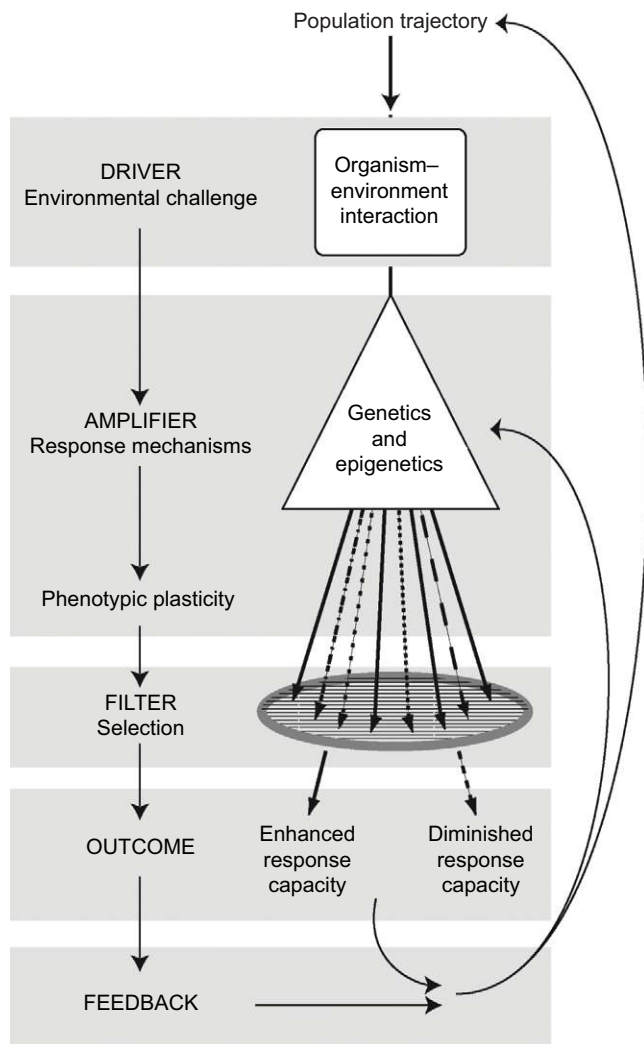 Population trajectory
DRIVER
Environmental challenge
Organism–
environment
interaction
AMPLIFIER
Response mechanisms
Genetics
and
epigenetics
Phenotypic plasticity
FILTER
Selection
OUTCOME
Enhanced
response
capacity
Diminished
response
capacity
FEEDBACK